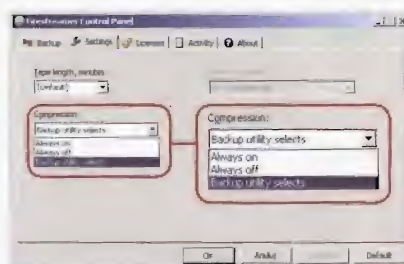 Firestreamer Control Panel
Backup Settings Licenses Activity About
Tape length, minutes
(Default)
Compression:
Backup utility selects
Always on
Always off
Backup utility selects
Compression:
Backup utility selects
Always on
Always off
Backup utility selects
Default